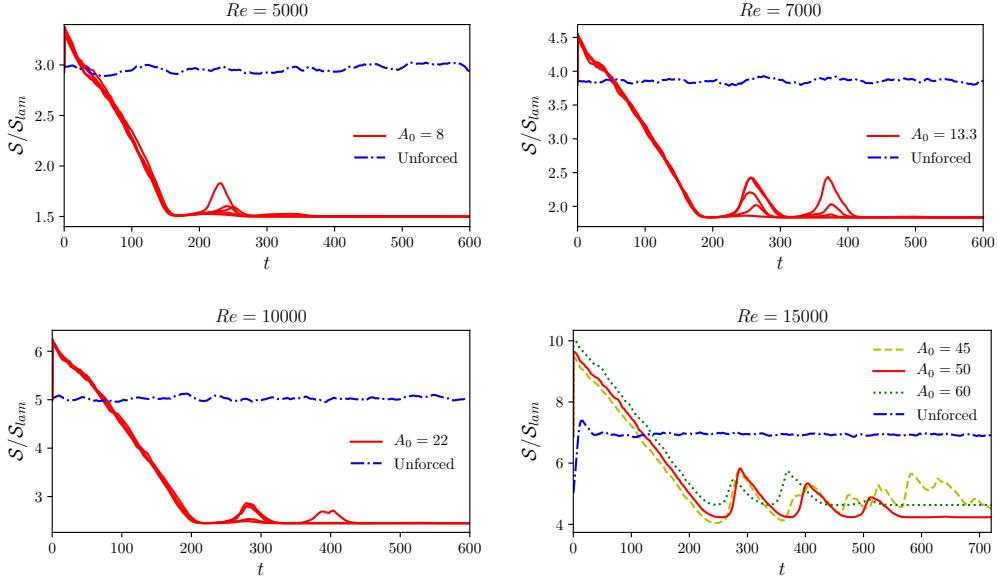 Re = 5000
S/S_lam
3.0
2.5
2.0
1.5
A_0 = 8
Unforced
0 100 200 300 400 500 600
t
Re = 7000
S/S_lam
4.5
4.0
3.5
3.0
2.5
2.0
A_0 = 13.3
Unforced
0 100 200 300 400 500 600
t
Re = 10000
S/S_lam
6
5
4
3
A_0 = 22
Unforced
0 100 200 300 400 500 600
t
Re = 15000
S/S_lam
10
8
6
4
A_0 = 45
A_0 = 50
A_0 = 60
Unforced
0 100 200 300 400 500 600 700
t